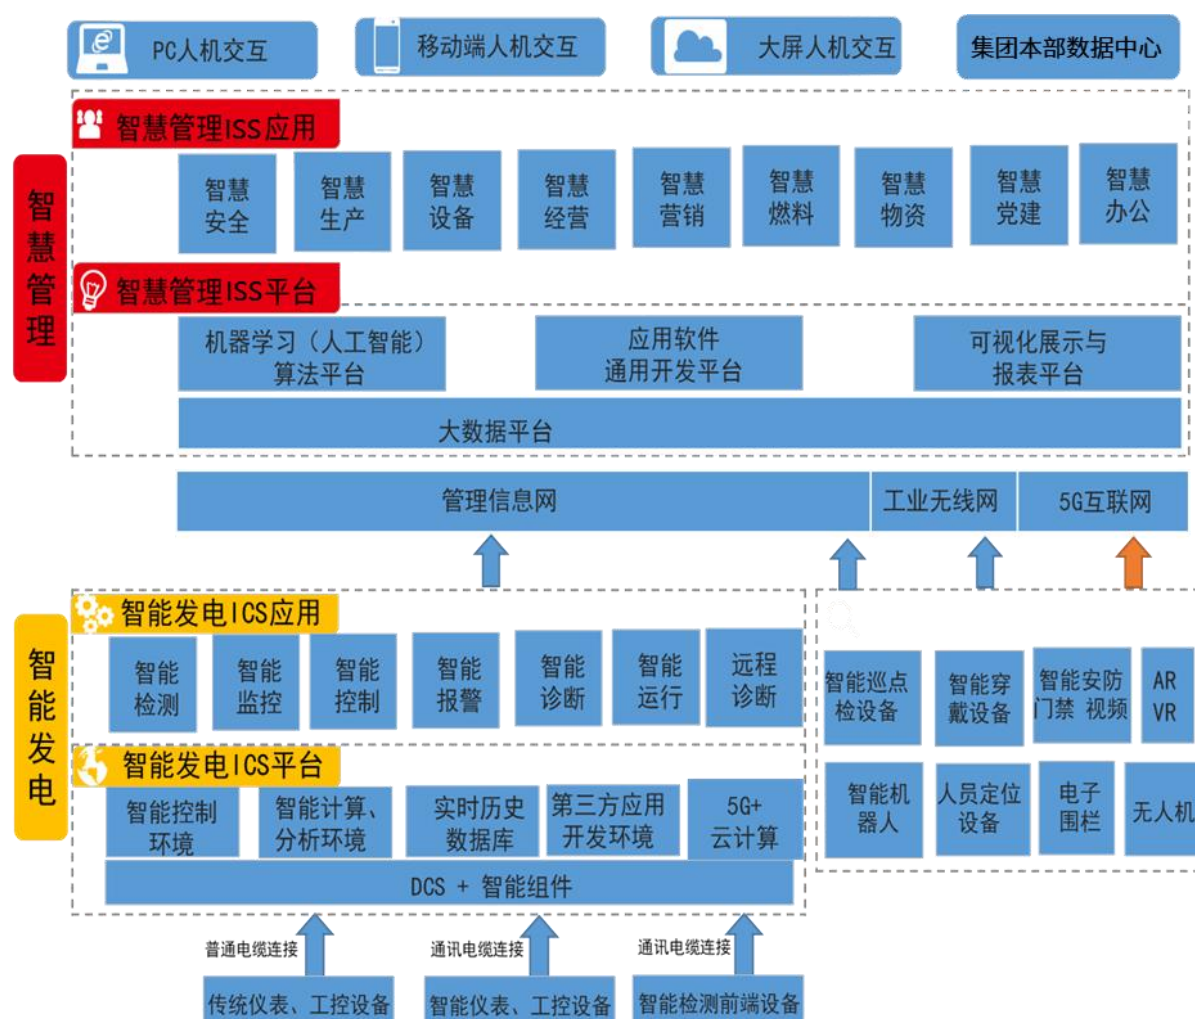 PC人机交互
移动端人机交互
大屏人机交互
集团本部数据中心
智慧管理
智慧管理ISS应用
智慧
安全
智慧
生产
智慧
设备
智慧
经营
智慧
营销
智慧
燃料
智慧
物资
智慧
党建
智慧
办公
智慧管理ISS平台
机器学习（人工智能）
算法平台
应用软件
通用开发平台
可视化展示与
报表平台
大数据平台
管理信息网
工业无线网
5G互联网
智能发电
智能发电ICS应用
智能
检测
智能
监控
智能
控制
智能
报警
智能
诊断
智能
运行
远程
诊断
智能发电ICS平台
智能控制
环境
智能计算、
分析环境
实时历史
数据库
第三方应用
开发环境
5G+
云计算
DCS + 智能组件
智能巡点
检设备
智能穿
戴设备
智能安防
门禁 视频
AR
VR
智能机
器人
人员定位
设备
电子
围栏
无人机
普通电缆连接
通讯电缆连接
通讯电缆连接
传统仪表、工控设备
智能仪表、工控设备
智能检测前端设备